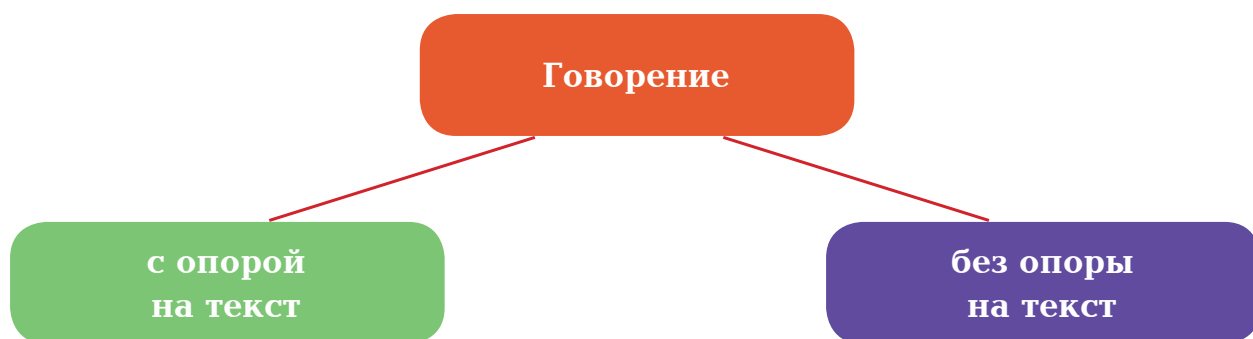 Говорение
с опорой
на текст
без опоры
на текст